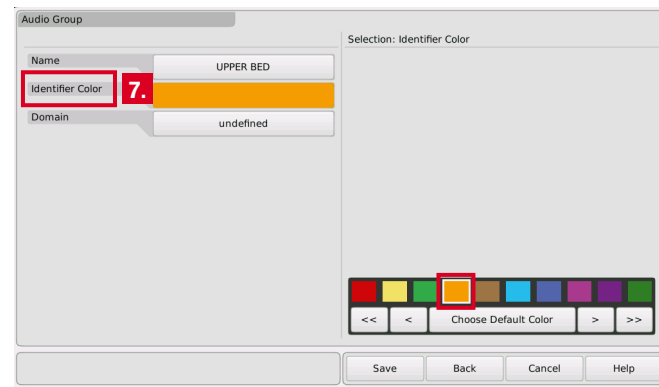 Audio Group
Selection: Identifier Color
Name
UPPER BED
Identifier Color
7.
Domain
undefined
<< < Choose Default Color > >>
Save Back Cancel Help